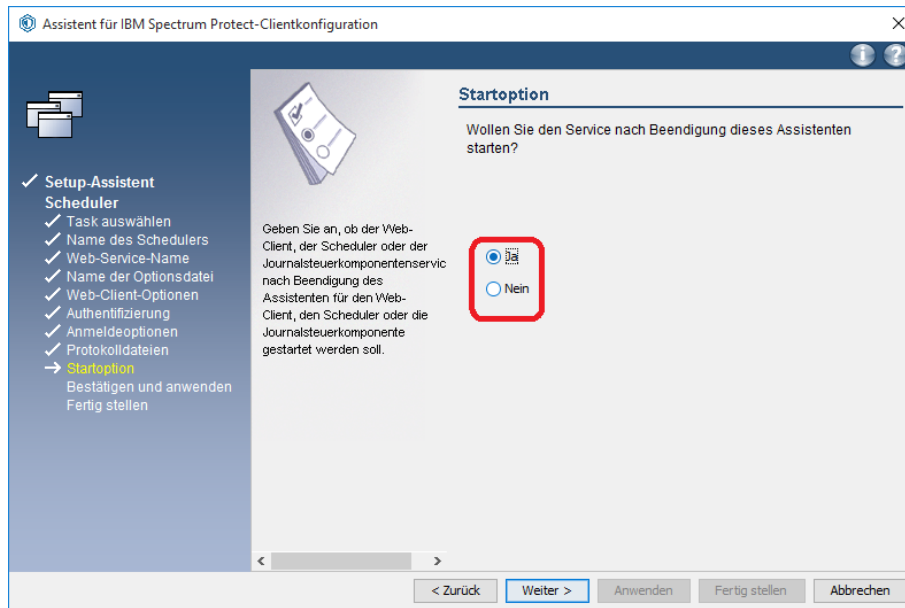 Assistent für IBM Spectrum Protect-Clientkonfiguration
Setup-Assistent
Scheduler
Task auswählen
Name des Schedulers
Web-Service-Name
Name der Optionsdatei
Web-Client-Optionen
Authentifizierung
Anmeldeoptionen
Protokolldateien
Startoption
Bestätigen und anwenden
Fertig stellen
Geben Sie an, ob der Web-
Client, der Scheduler oder der
Journalsteuerkomponentenservic
nach Beendigung des
Assistenten für den Web-
Client, den Scheduler oder die
Journalsteuerkomponente
gestartet werden soll.
Startoption
Wollen Sie den Service nach Beendigung dieses Assistenten
starten?
Ja
Nein
< Zurück
Weiter >
Anwenden
Fertig stellen
Abbrechen